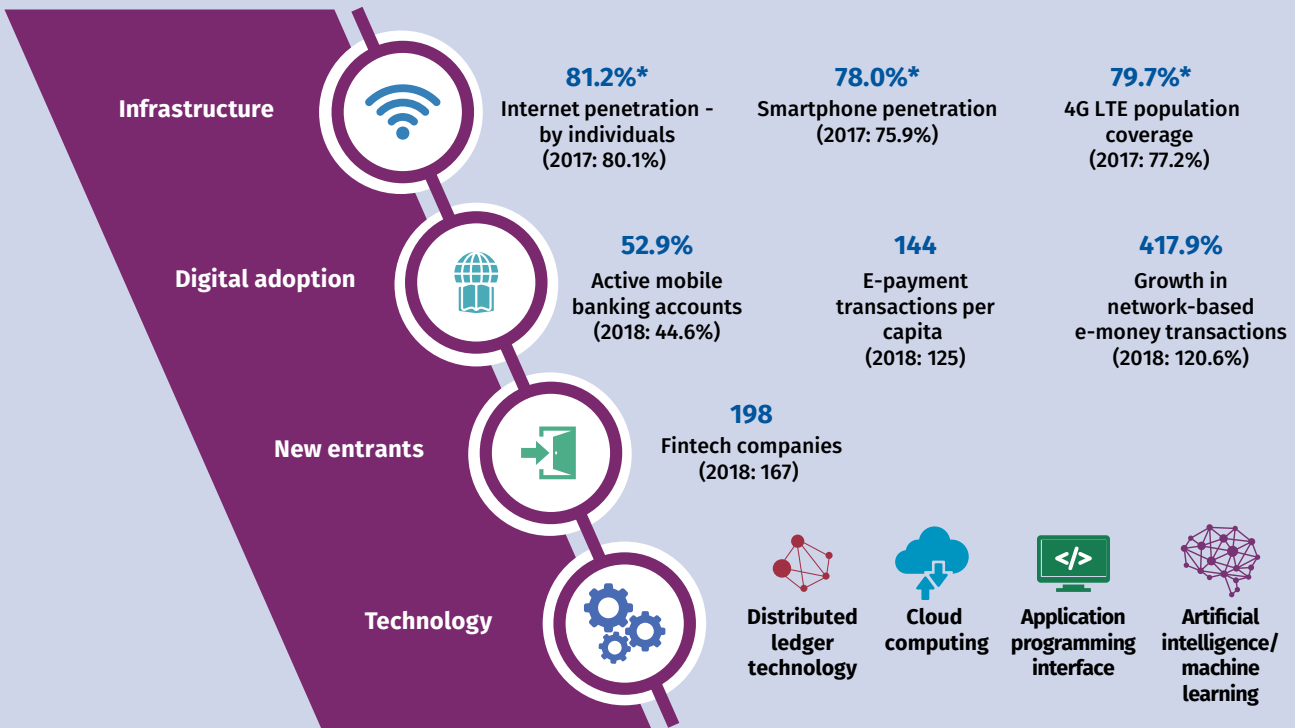 Infrastructure
81.2%*
Internet penetration -
by individuals
(2017: 80.1%)
78.0%*
Smartphone penetration
(2017: 75.9%)
79.7%*
4G LTE population
coverage
(2017: 77.2%)
Digital adoption
52.9%
Active mobile
banking accounts
(2018: 44.6%)
144
E-payment
transactions per
capita
(2018: 125)
417.9%
Growth in
network-based
e-money transactions
(2018: 120.6%)
New entrants
198
Fintech companies
(2018: 167)
Technology
Distributed
ledger
technology
Cloud
computing
</>
Application
programming
interface
Artificial
intelligence/
machine
learning